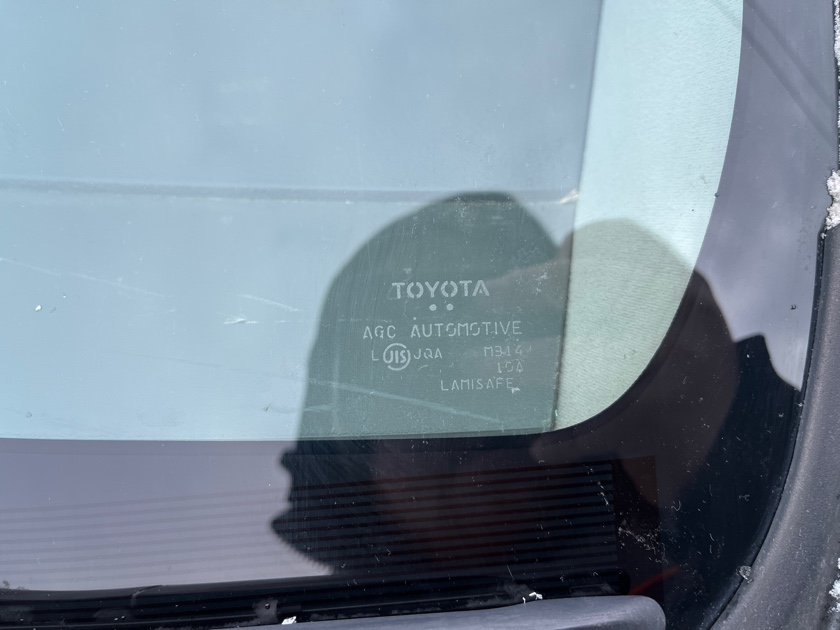 TOYOTA
AGC AUTOMOTIVE
L JIS JQA M314
LAMISAFE